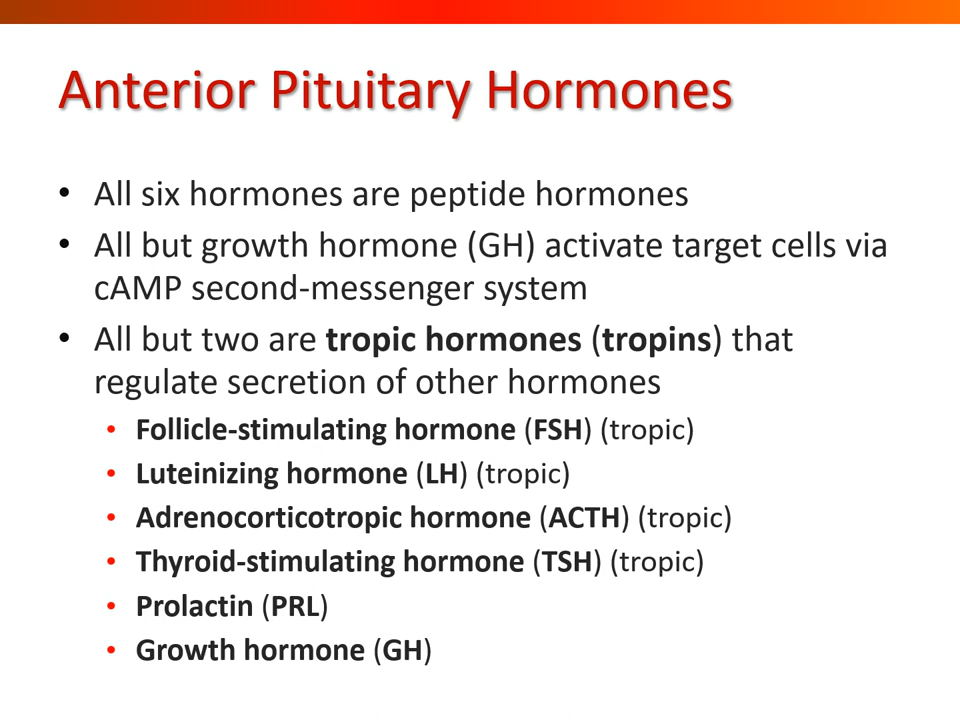 Anterior Pituitary Hormones
• All six hormones are peptide hormones
• All but growth hormone (GH) activate target cells via
cAMP second-messenger system
• All but two are tropic hormones (tropins) that
regulate secretion of other hormones
• Follicle-stimulating hormone (FSH) (tropic)
• Luteinizing hormone (LH) (tropic)
• Adrenocorticotropic hormone (ACTH) (tropic)
• Thyroid-stimulating hormone (TSH) (tropic)
• Prolactin (PRL)
• Growth hormone (GH)